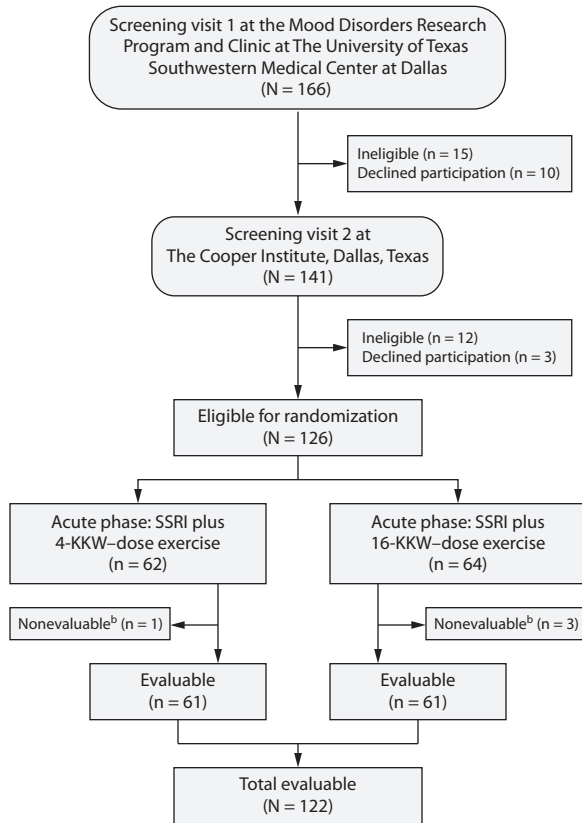 Screening visit 1 at the Mood Disorders Research
Program and Clinic at The University of Texas
Southwestern Medical Center at Dallas
(N = 166)
Ineligible (n = 15)
Declined participation (n = 10)
Screening visit 2 at
The Cooper Institute, Dallas, Texas
(N = 141)
Ineligible (n = 12)
Declined participation (n = 3)
Eligible for randomization
(N = 126)
Acute phase: SSRI plus
4-KKW–dose exercise
(n = 62)
Acute phase: SSRI plus
16-KKW–dose exercise
(n = 64)
Nonevaluableᵇ (n = 1)
Nonevaluableᵇ (n = 3)
Evaluable
(n = 61)
Evaluable
(n = 61)
Total evaluable
(N = 122)